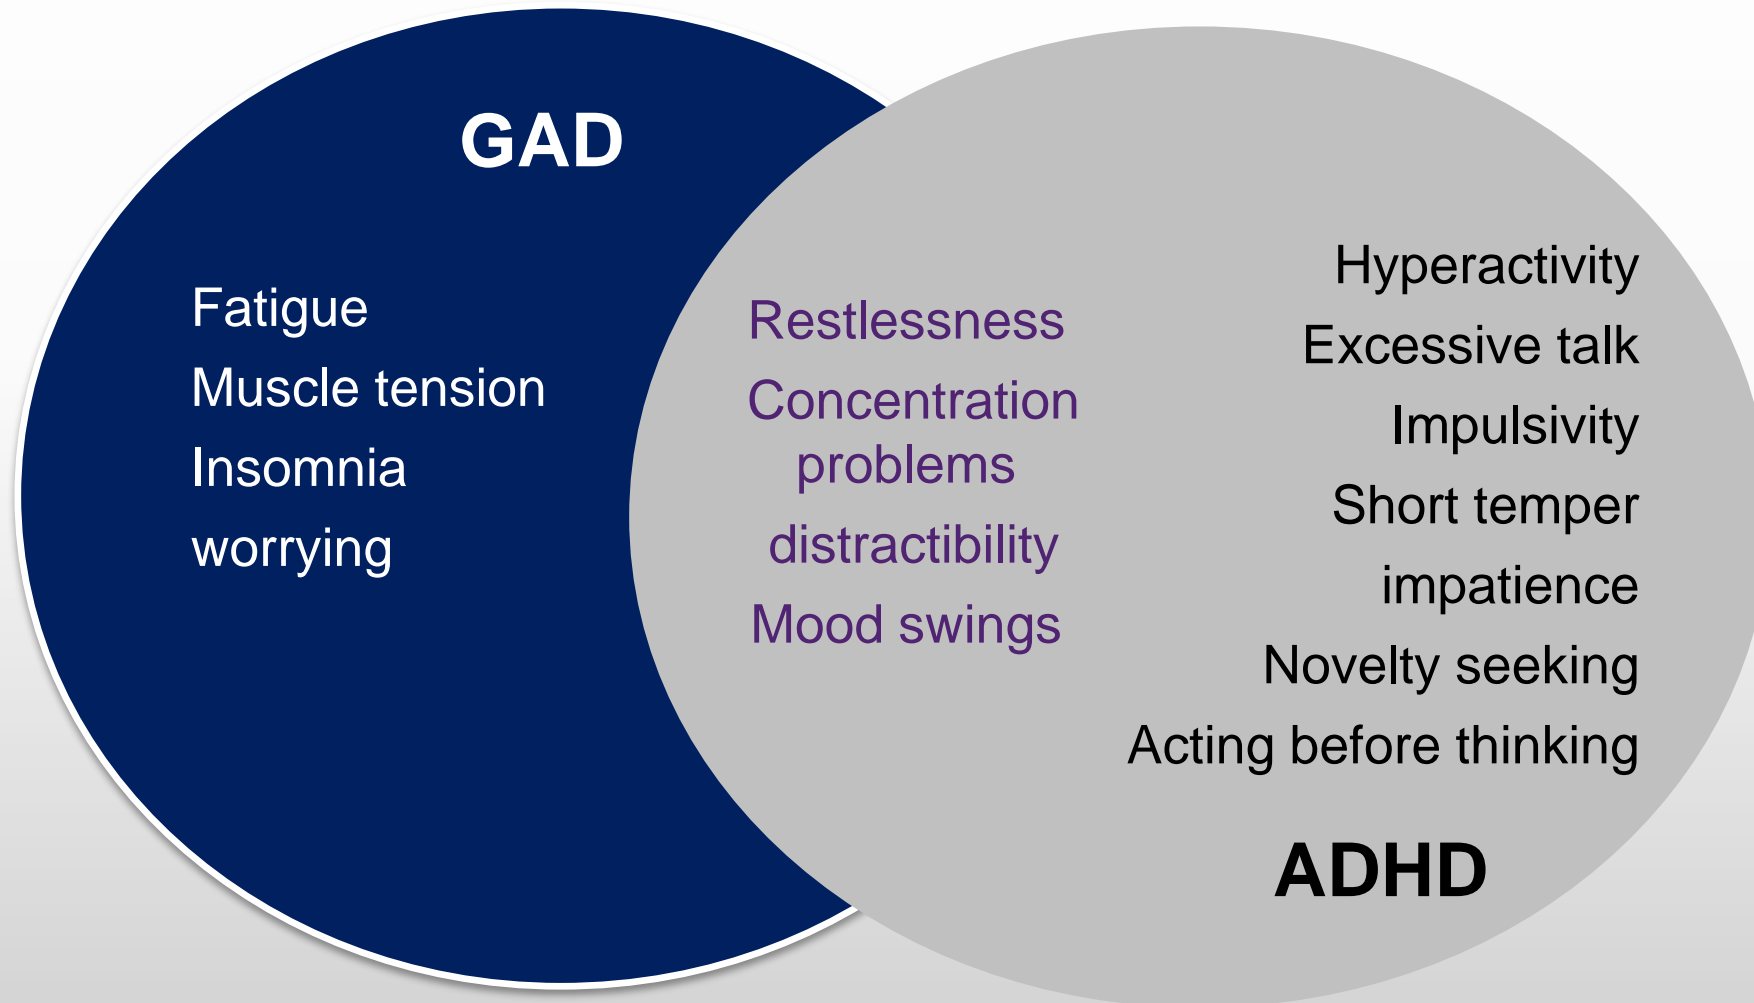 GAD
Fatigue
Muscle tension
Insomnia
worrying
Restlessness
Concentration
problems
distractibility
Mood swings
Hyperactivity
Excessive talk
Impulsivity
Short temper
impatience
Novelty seeking
Acting before thinking
ADHD